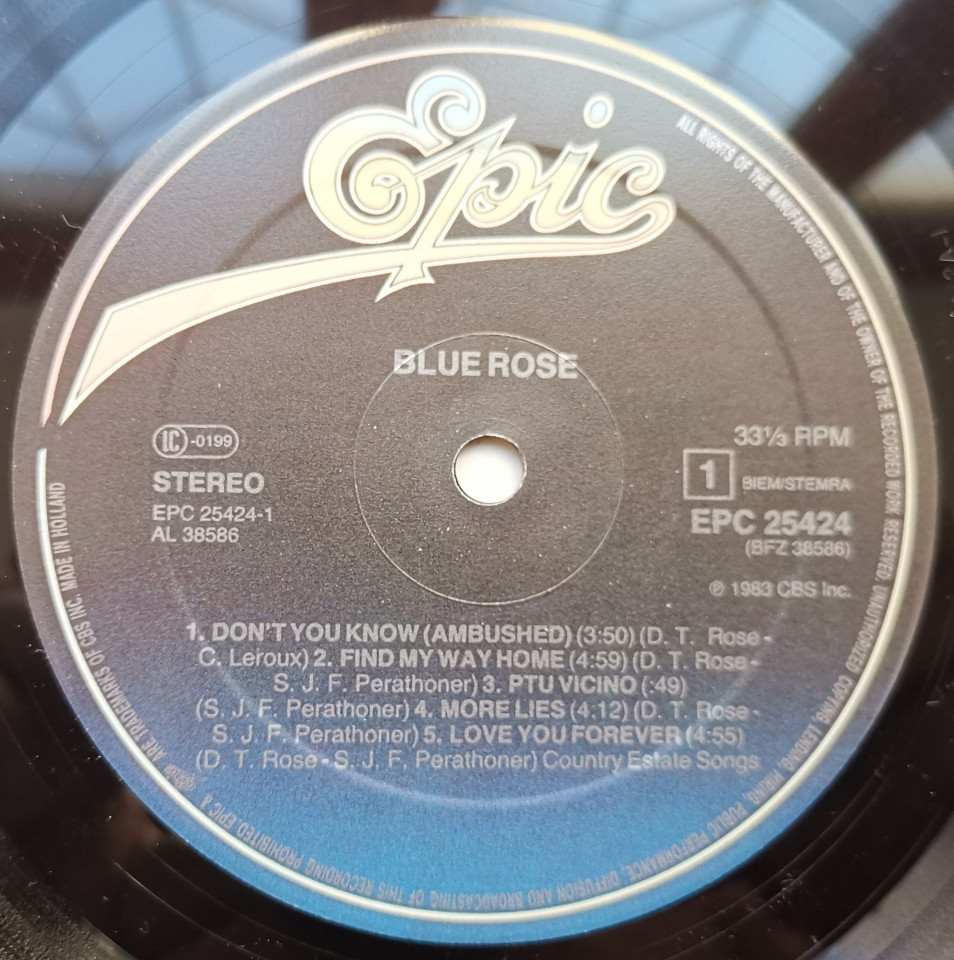 Epic
BLUE ROSE
LC-0199
STEREO
EPC 25424-1
AL 38586
33⅓ RPM
1 BIEM/STEMRA
EPC 25424
(BFZ 38586)
℗ 1983 CBS Inc.
1. DON'T YOU KNOW (AMBUSHED) (3:50) (D. T. Rose -
C. Leroux) 2. FIND MY WAY HOME (4:59) (D. T. Rose -
S. J. F. Perathoner) 3. PTU VICINO (:49)
(S. J. F. Perathoner) 4. MORE LIES (4:12) (D. T. Rose -
S. J. F. Perathoner) 5. LOVE YOU FOREVER (4:55)
(D. T. Rose - S. J. F. Perathoner) Country Estate Songs
ALL RIGHTS OF THE MANUFACTURER AND OF THE OWNER OF THE RECORDED WORK RESERVED. UNAUTHORIZED COPYING, LENDING, HIRING, PUBLIC PERFORMANCE, DIFFUSION AND BROADCASTING OF THIS RECORDING PROHIBITED EPIC & ARE TRADEMARKS OF CBS INC. MADE IN HOLLAND